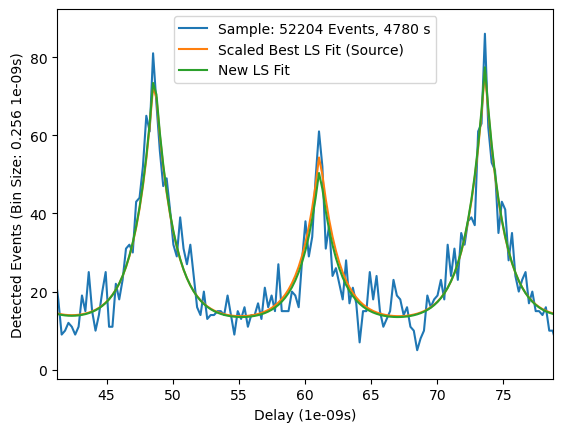 Sample: 52204 Events, 4780 s
Scaled Best LS Fit (Source)
New LS Fit
Detected Events (Bin Size: 0.256 1e-09s)
80
60
40
20
0
45 50 55 60 65 70 75
Delay (1e-09s)